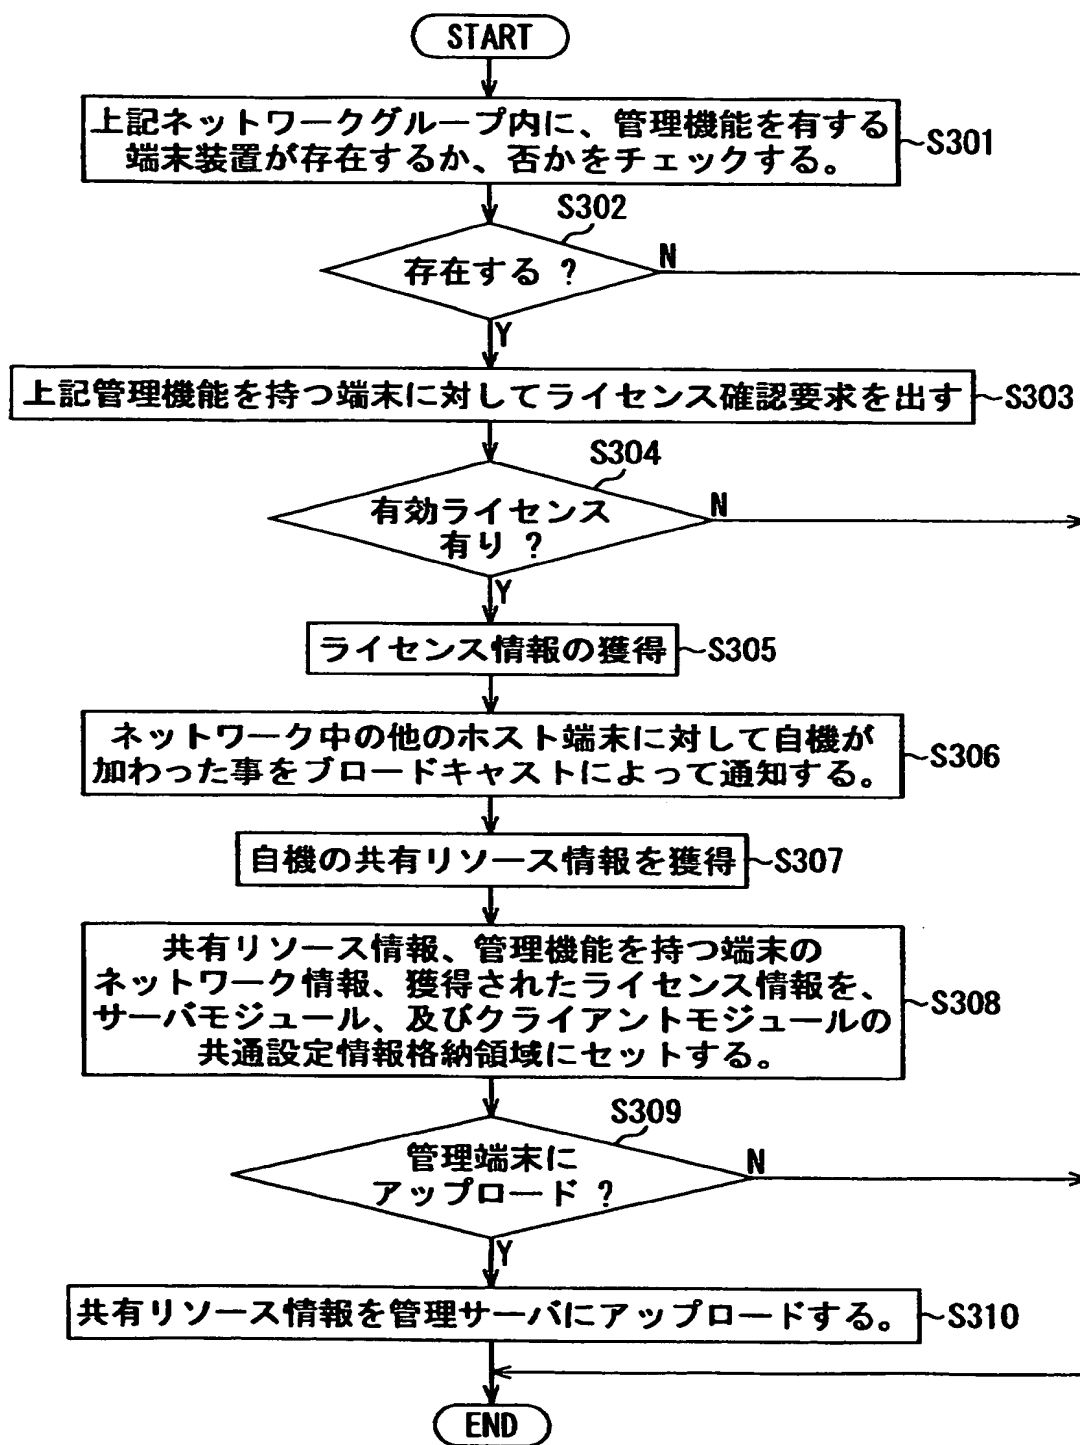 START
上記ネットワークグループ内に、管理機能を有する
端末装置が存在するか、否かをチェックする。
S301
S302
存在する ?
N
Y
上記管理機能を持つ端末に対してライセンス確認要求を出す
S303
S304
有効ライセンス
有り ?
N
Y
ライセンス情報の獲得
S305
ネットワーク中の他のホスト端末に対して自機が
加わった事をブロードキャストによって通知する。
S306
自機の共有リソース情報を獲得
S307
共有リソース情報、管理機能を持つ端末の
ネットワーク情報、獲得されたライセンス情報を、
サーバモジュール、及びクライアントモジュールの
共通設定情報格納領域にセットする。
S308
S309
管理端末に
アップロード ?
N
Y
共有リソース情報を管理サーバにアップロードする。
S310
END